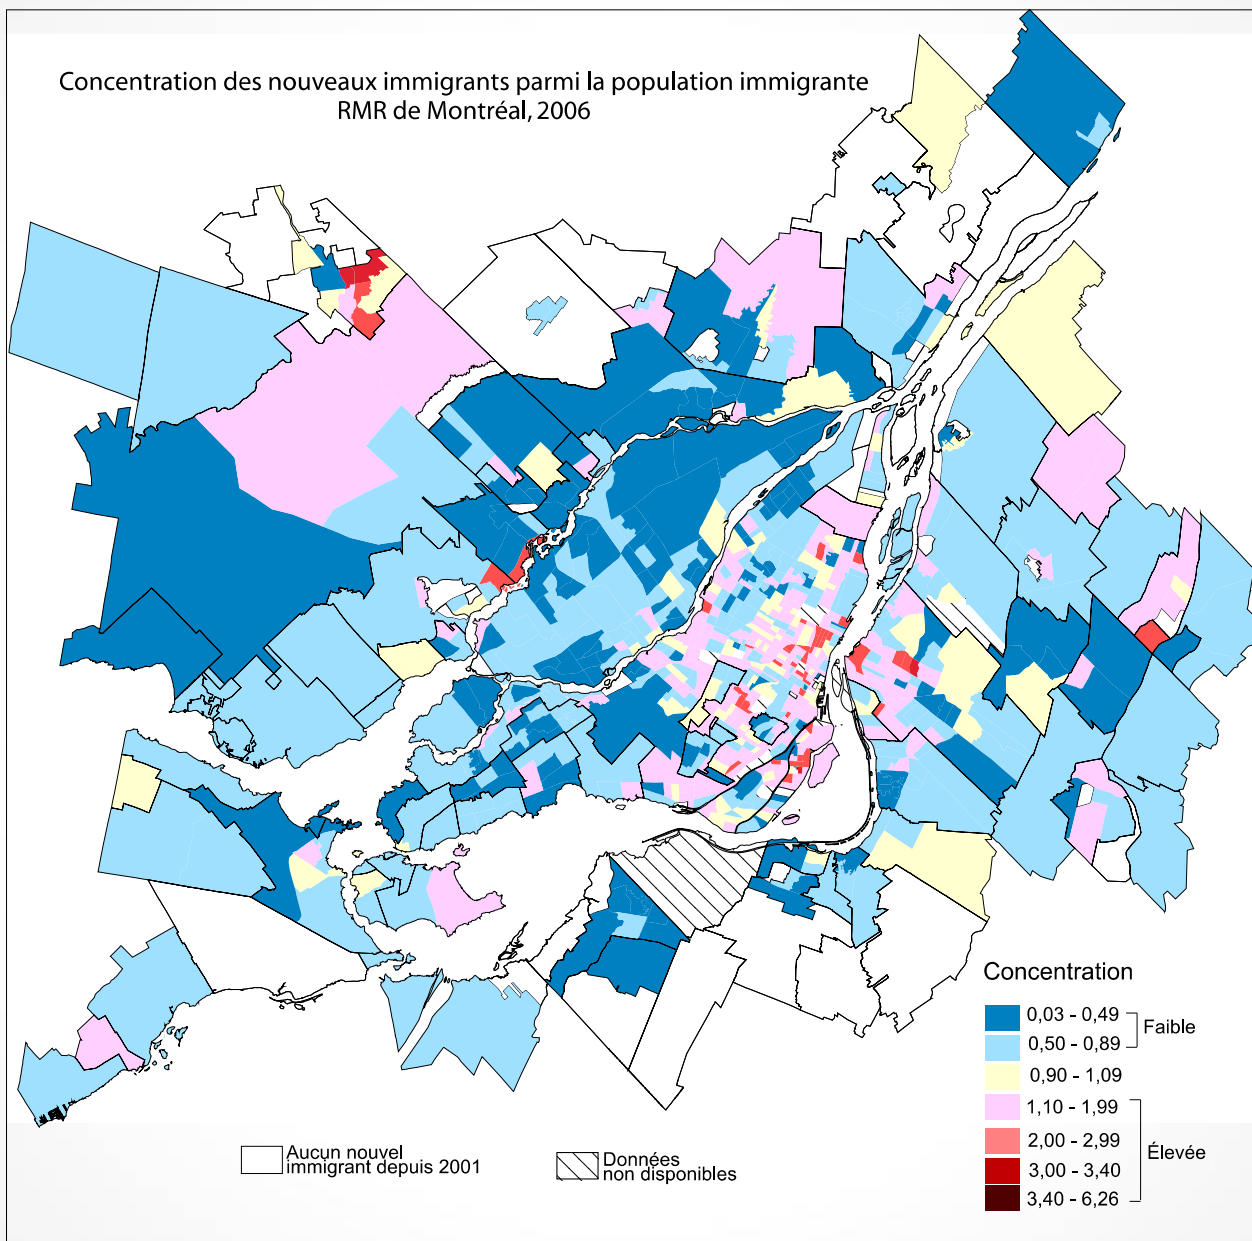 Concentration des nouveaux immigrants parmi la population immigrante
RMR de Montréal, 2006
Concentration
0,03 - 0,49
Faible
0,50 - 0,89
0,90 - 1,09
1,10 - 1,99
2,00 - 2,99
Élevée
3,00 - 3,40
3,40 - 6,26
Aucun nouvel
immigrant depuis 2001
Données
non disponibles